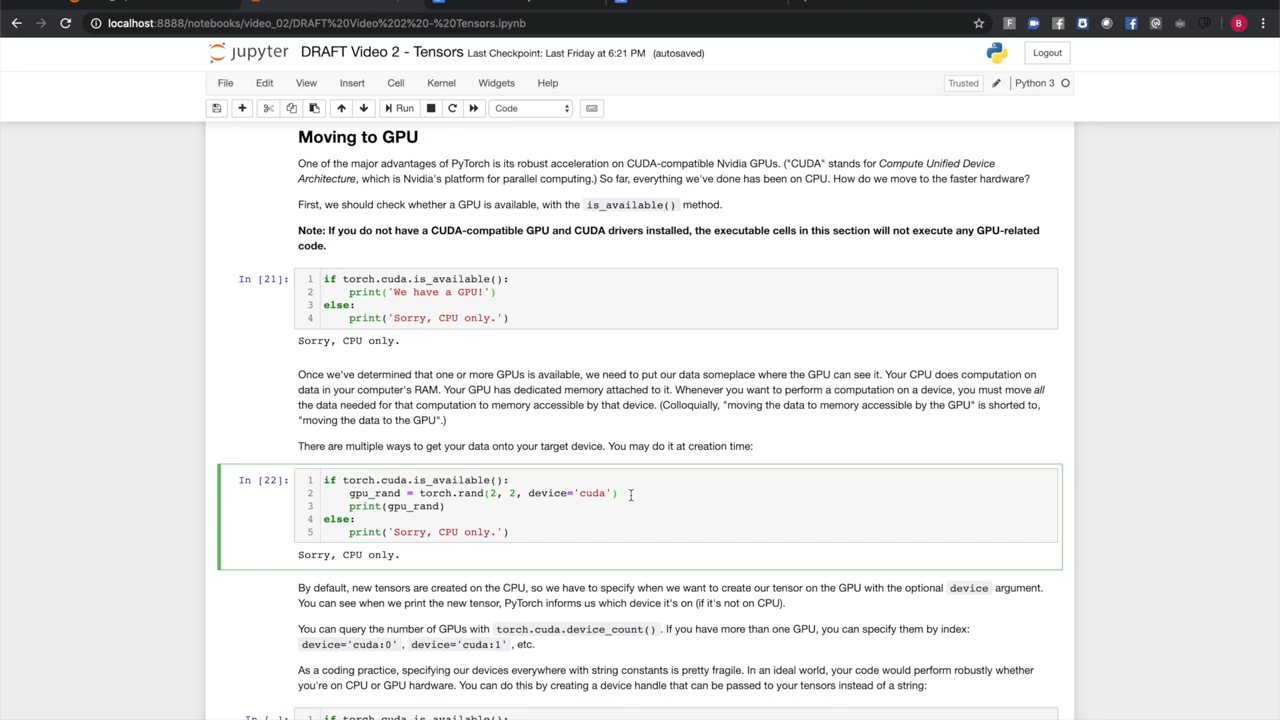 localhost:8888/notebooks/video_02/DRAFT%20Video%202%20-%20Tensors.ipynb
jupyter DRAFT Video 2 - Tensors Last Checkpoint: Last Friday at 6:21 PM (autosaved)
Logout
File Edit View Insert Cell Kernel Widgets Help
Trusted Python 3
Run Code
Moving to GPU
One of the major advantages of PyTorch is its robust acceleration on CUDA-compatible Nvidia GPUs. ("CUDA" stands for Compute Unified Device
Architecture, which is Nvidia's platform for parallel computing.) So far, everything we've done has been on CPU. How do we move to the faster hardware?
First, we should check whether a GPU is available, with the is_available() method.
Note: If you do not have a CUDA-compatible GPU and CUDA drivers installed, the executable cells in this section will not execute any GPU-related
code.
In [21]:
1 if torch.cuda.is_available():
2 print('We have a GPU!')
3 else:
4 print('Sorry, CPU only.')
Sorry, CPU only.
Once we've determined that one or more GPUs is available, we need to put our data someplace where the GPU can see it. Your CPU does computation on
data in your computer's RAM. Your GPU has dedicated memory attached to it. Whenever you want to perform a computation on a device, you must move all
the data needed for that computation to memory accessible by that device. (Colloquially, "moving the data to memory accessible by the GPU" is shorted to,
"moving the data to the GPU".)
There are multiple ways to get your data onto your target device. You may do it at creation time:
In [22]:
1 if torch.cuda.is_available():
2 gpu_rand = torch.rand(2, 2, device='cuda')
3 print(gpu_rand)
4 else:
5 print('Sorry, CPU only.')
Sorry, CPU only.
By default, new tensors are created on the CPU, so we have to specify when we want to create our tensor on the GPU with the optional device argument.
You can see when we print the new tensor, PyTorch informs us which device it's on (if it's not on CPU).
You can query the number of GPUs with torch.cuda.device_count(). If you have more than one GPU, you can specify them by index:
device='cuda:0', device='cuda:1', etc.
As a coding practice, specifying our devices everywhere with string constants is pretty fragile. In an ideal world, your code would perform robustly whether
you're on CPU or GPU hardware. You can do this by creating a device handle that can be passed to your tensors instead of a string:
In [ ]: 1 if torch.cuda.is_available():